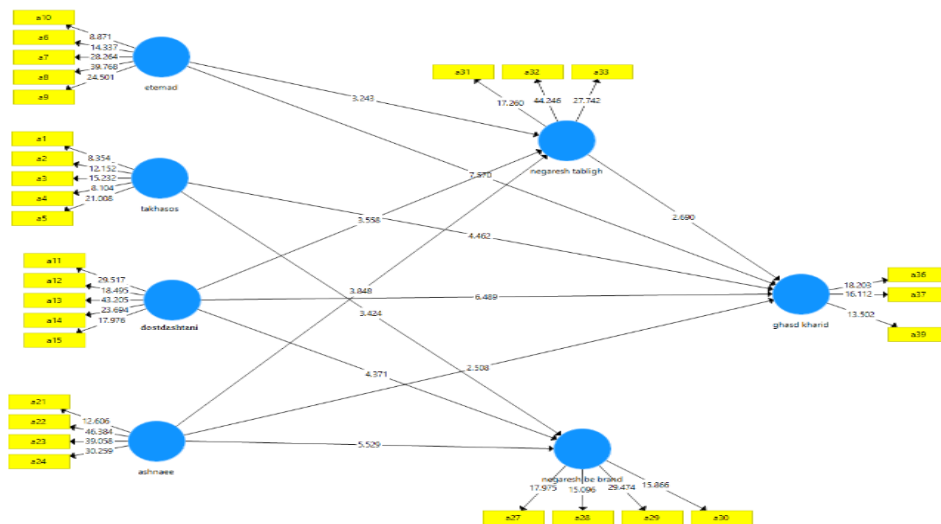 a10
a6
a7
a8
a9
8.871
14.337
28.264
39.768
24.501
etemad
a1
a2
a3
a4
a5
8.354
12.152
15.232
8.104
21.008
takhasos
a11
a12
a13
a14
a15
29.517
18.495
43.205
23.694
17.976
dostdashtani
a21
a22
a23
a24
12.606
46.384
39.058
30.259
ashnaee
a31
a32
a33
17.260
44.246
27.742
negaresh tabligh
3.243
7.570
3.558
4.462
3.848
3.424
6.489
4.371
2.508
5.529
2.690
ghasd kharid
18.203
16.112
13.502
a36
a37
a39
negaresh be brand
17.975
15.096
29.474
15.866
a27
a28
a29
a30